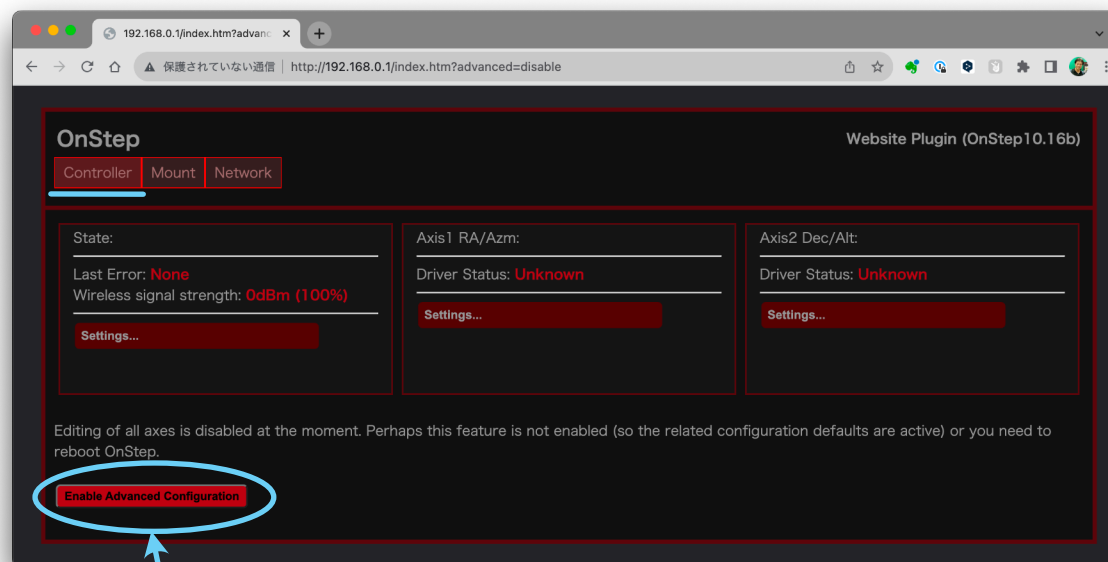 192.168.0.1/index.htm?advanc
保護されていない通信 | http://192.168.0.1/index.htm?advanced=disable
OnStep
Website Plugin (OnStep10.16b)
Controller Mount Network
State:
Last Error: None
Wireless signal strength: 0dBm (100%)
Settings...
Axis1 RA/Azm:
Driver Status: Unknown
Settings...
Axis2 Dec/Alt:
Driver Status: Unknown
Settings...
Editing of all axes is disabled at the moment. Perhaps this feature is not enabled (so the related configuration defaults are active) or you need to
reboot OnStep.
Enable Advanced Configuration